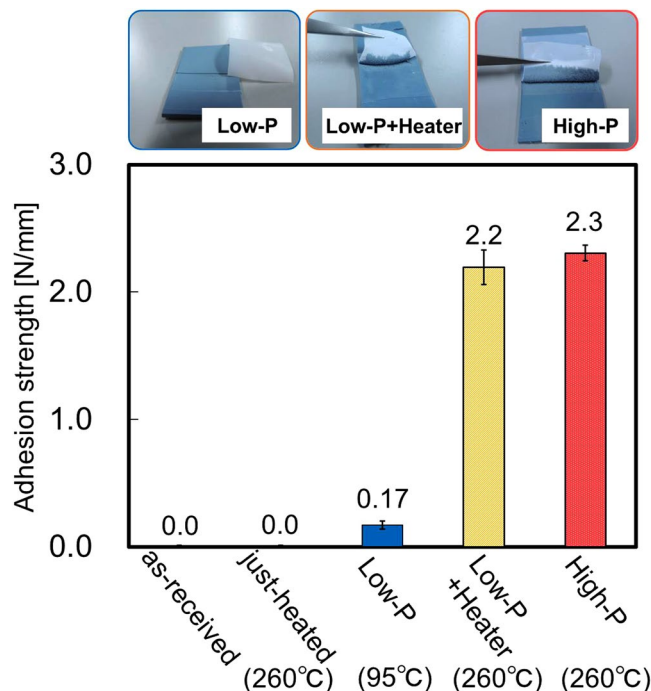 Low-P
Low-P+Heater
High-P
Adhesion strength [N/mm]
3.0
2.0
1.0
0.0
0.0
0.0
0.17
2.2
2.3
as-received
just-heated
(260℃)
Low-P
(95℃)
Low-P
+Heater
(260℃)
High-P
(260℃)